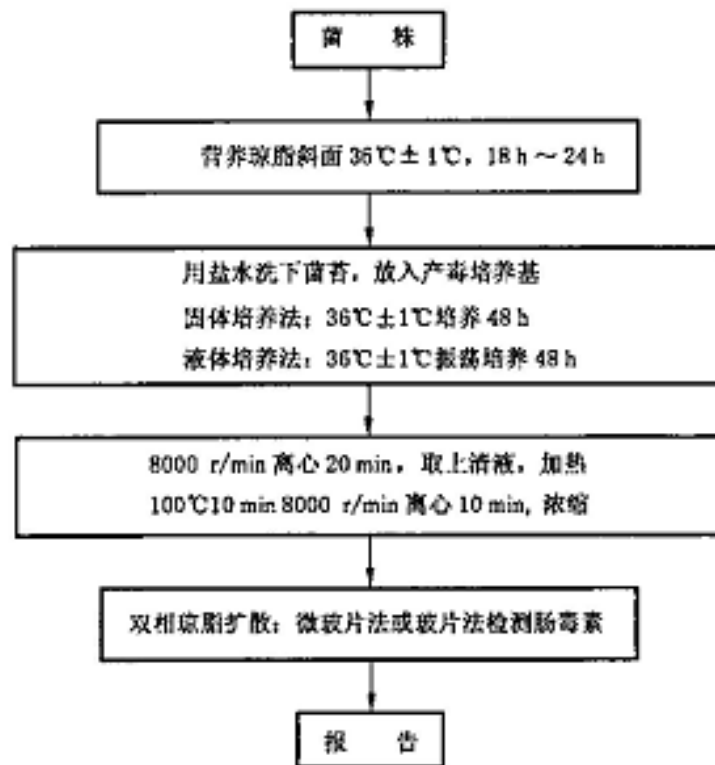 菌 株
营养琼脂斜面 36℃±1℃, 18h~24h
用盐水洗下菌苔,放入产毒培养基
固体培养法:36℃±1℃培养 48h
液体培养法:36℃±1℃振荡培养 48h
8000 r/min 离心 20 min, 取上清液,加热
100℃10 min 8000 r/min 离心 10 min, 浓缩
双相琼脂扩散:微玻片法或玻片法检测肠毒素
报 告